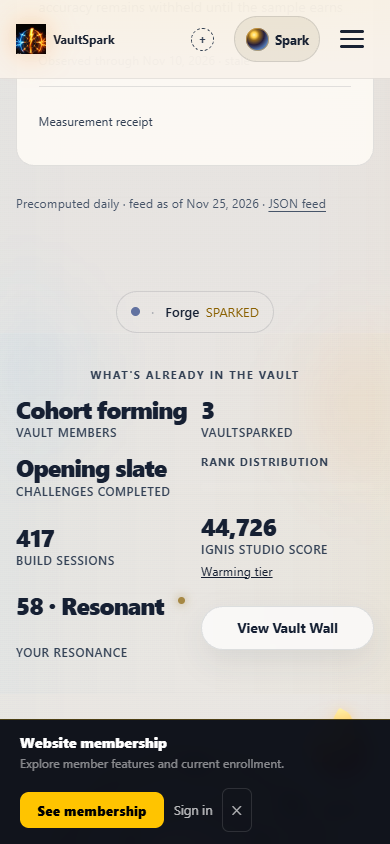 VaultSpark
+
Spark
Measurement receipt
Precomputed daily · feed as of Nov 25, 2026 · JSON feed
· Forge SPARKED
WHAT'S ALREADY IN THE VAULT
Cohort forming
VAULT MEMBERS
3
VAULTSPARKED
Opening slate
CHALLENGES COMPLETED
RANK DISTRIBUTION
417
BUILD SESSIONS
44,726
IGNIS STUDIO SCORE
Warming tier
58 · Resonant
YOUR RESONANCE
View Vault Wall
Website membership
Explore member features and current enrollment.
See membership
Sign in
×